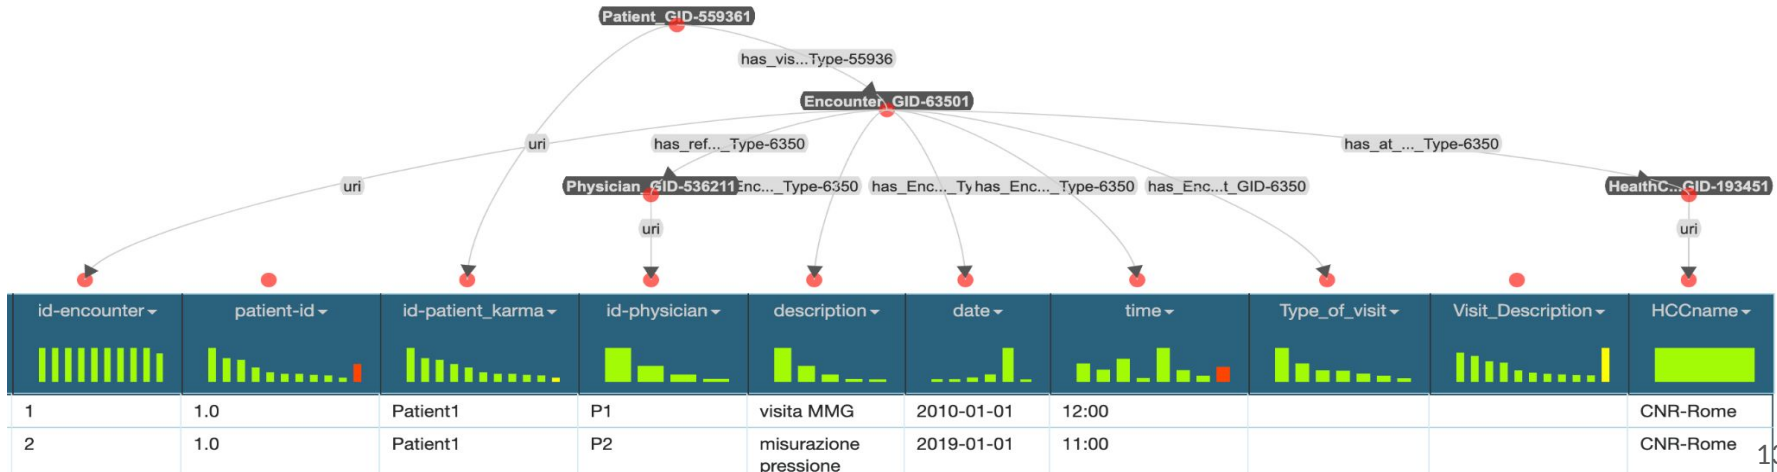 Patient_GID-559361
has_vis...Type-55936
Encounter_GID-63501
uri
has_ref..._Type-6350
has_at_..._Type-6350
uri
Physician_GID-536211
Enc..._Type-6350
has_Enc..._Ty
has_Enc..._Type-6350
has_Enc...t_GID-6350
HealthC...GID-193451
uri
uri
id-encounter patient-id id-patient_karma id-physician description date time Type_of_visit Visit_Description HCCname
1 1.0 Patient1 P1 visita MMG 2010-01-01 12:00 CNR-Rome
2 1.0 Patient1 P2 misurazione 2019-01-01 11:00 CNR-Rome
pressione